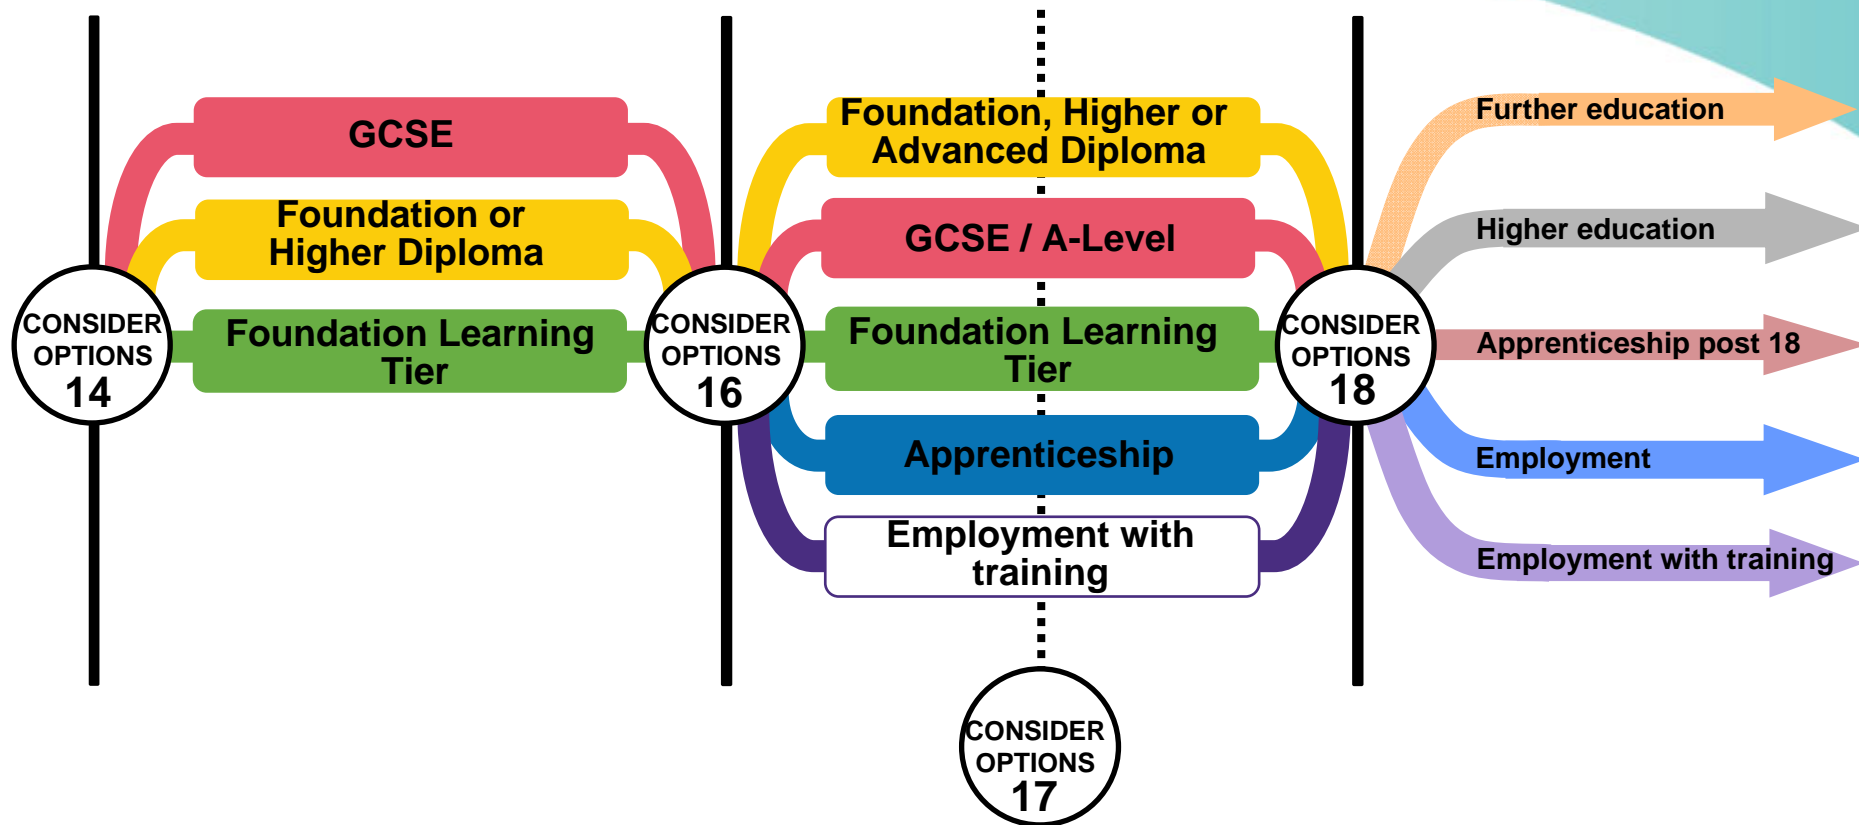 GCSE
Foundation or
Higher Diploma
Foundation Learning
Tier
CONSIDER
OPTIONS
14
CONSIDER
OPTIONS
16
Foundation, Higher or
Advanced Diploma
GCSE / A-Level
Foundation Learning
Tier
Apprenticeship
Employment with
training
CONSIDER
OPTIONS
17
CONSIDER
OPTIONS
18
Further education
Higher education
Apprenticeship post 18
Employment
Employment with training